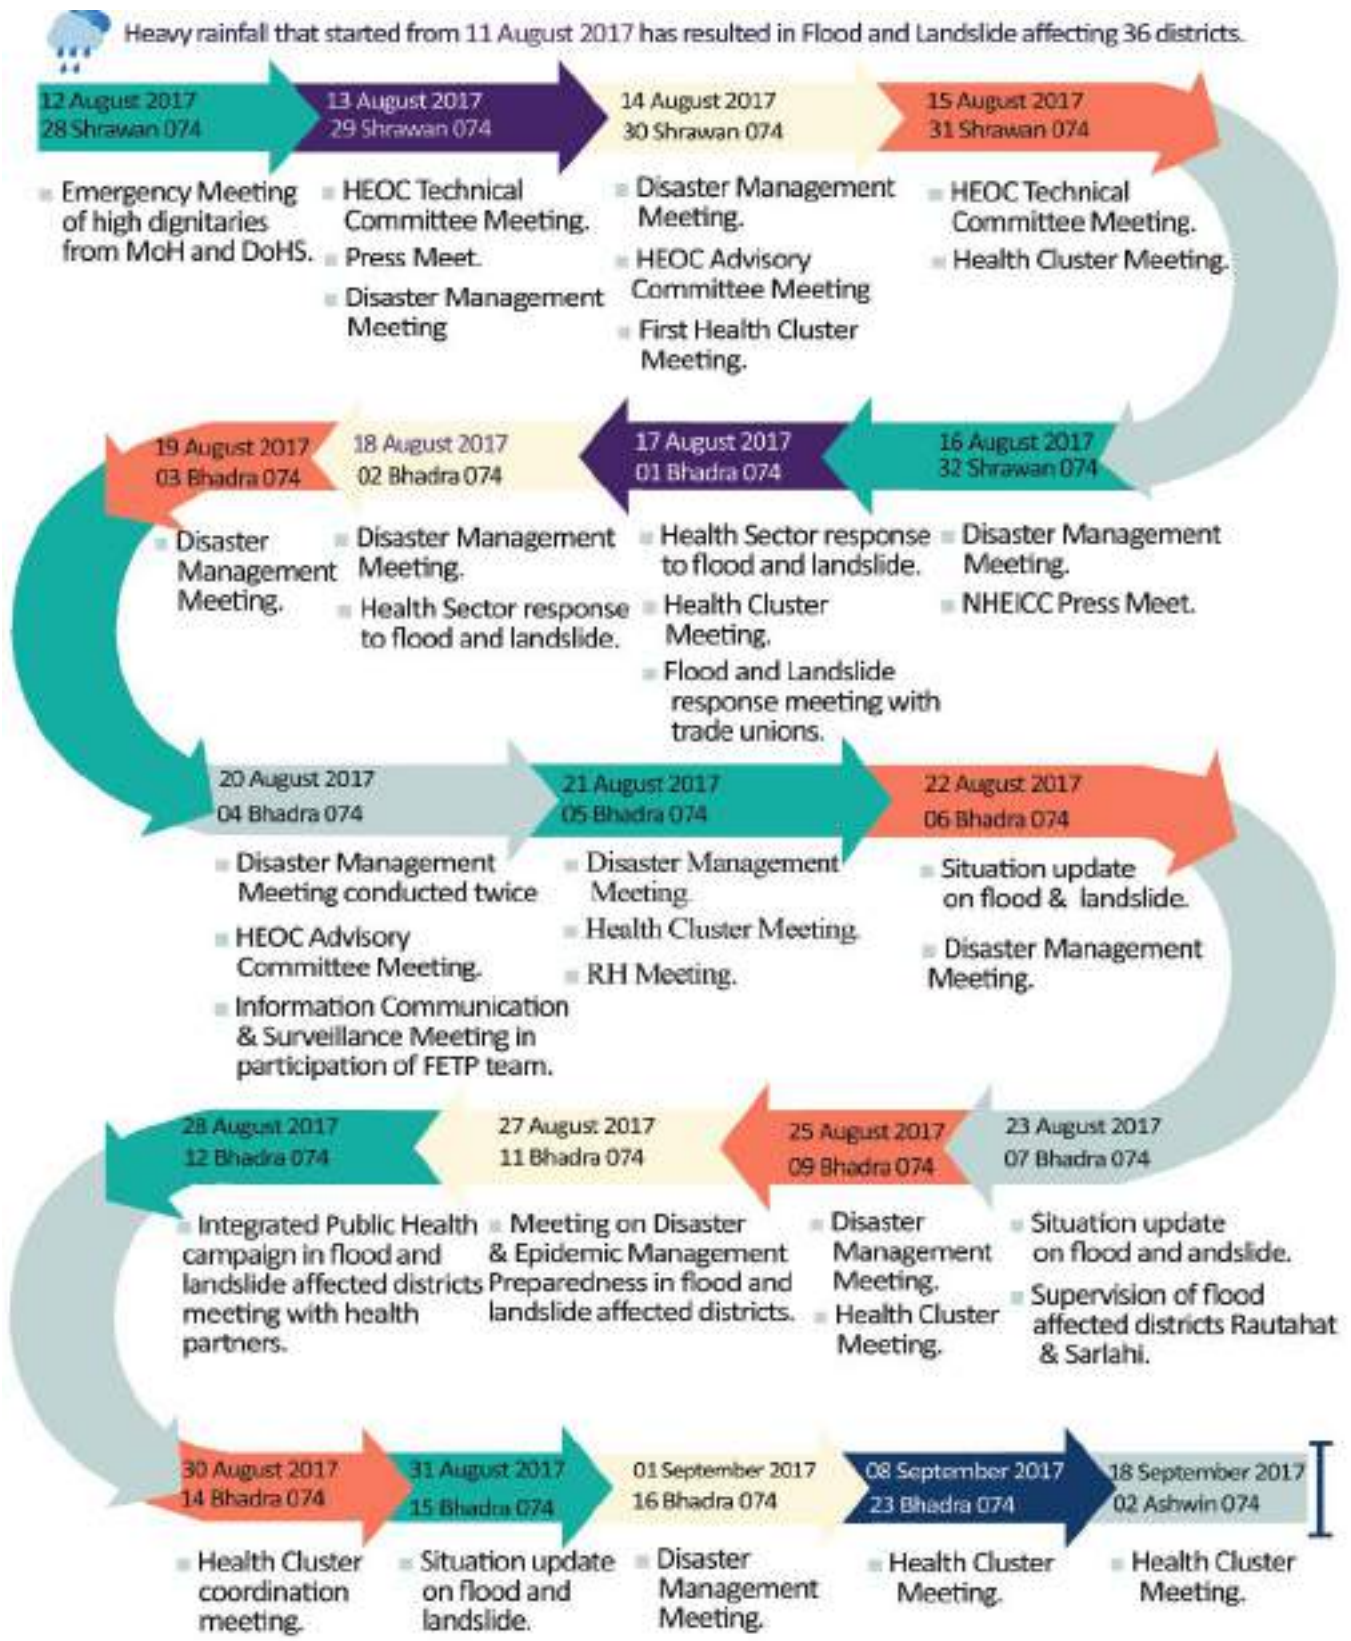 Heavy rainfall that started from 11 August 2017 has resulted in Flood and Landslide affecting 36 districts.
12 August 2017
28 Shrawan 074
Emergency Meeting
of high dignitaries
from MoH and DoHS.
13 August 2017
29 Shrawan 074
HEOC Technical
Committee Meeting.
Press Meet.
Disaster Management
Meeting
14 August 2017
30 Shrawan 074
Disaster Management
Meeting.
HEOC Advisory
Committee Meeting
First Health Cluster
Meeting.
15 August 2017
31 Shrawan 074
HEOC Technical
Committee Meeting.
Health Cluster Meeting.
16 August 2017
32 Shrawan 074
Disaster Management
Meeting.
NHEICC Press Meet.
17 August 2017
01 Bhadra 074
Health Sector response
to flood and landslide.
Health Cluster
Meeting.
Flood and Landslide
response meeting with
trade unions.
18 August 2017
02 Bhadra 074
Disaster Management
Meeting.
Health Sector response
to flood and landslide.
19 August 2017
03 Bhadra 074
Disaster
Management
Meeting.
20 August 2017
04 Bhadra 074
Disaster Management
Meeting conducted twice
HEOC Advisory
Committee Meeting.
Information Communication
& Surveillance Meeting in
participation of FETP team.
21 August 2017
05 Bhadra 074
Disaster Management
Meeting.
Health Cluster Meeting.
RH Meeting.
22 August 2017
06 Bhadra 074
Situation update
on flood & landslide.
Disaster Management
Meeting.
23 August 2017
07 Bhadra 074
Situation update
on flood and andslide.
Supervision of flood
affected districts Rautahat
& Sarlahi.
25 August 2017
09 Bhadra 074
Disaster
Management
Meeting.
Health Cluster
Meeting.
27 August 2017
11 Bhadra 074
Meeting on Disaster
& Epidemic Management
Preparedness in flood and
landslide affected districts.
28 August 2017
12 Bhadra 074
Integrated Public Health
campaign in flood and
landslide affected districts
meeting with health
partners.
30 August 2017
14 Bhadra 074
Health Cluster
coordination
meeting.
31 August 2017
15 Bhadra 074
Situation update
on flood and
landslide.
01 September 2017
16 Bhadra 074
Disaster
Management
Meeting.
08 September 2017
23 Bhadra 074
Health Cluster
Meeting.
18 September 2017
02 Ashwin 074
Health Cluster
Meeting.